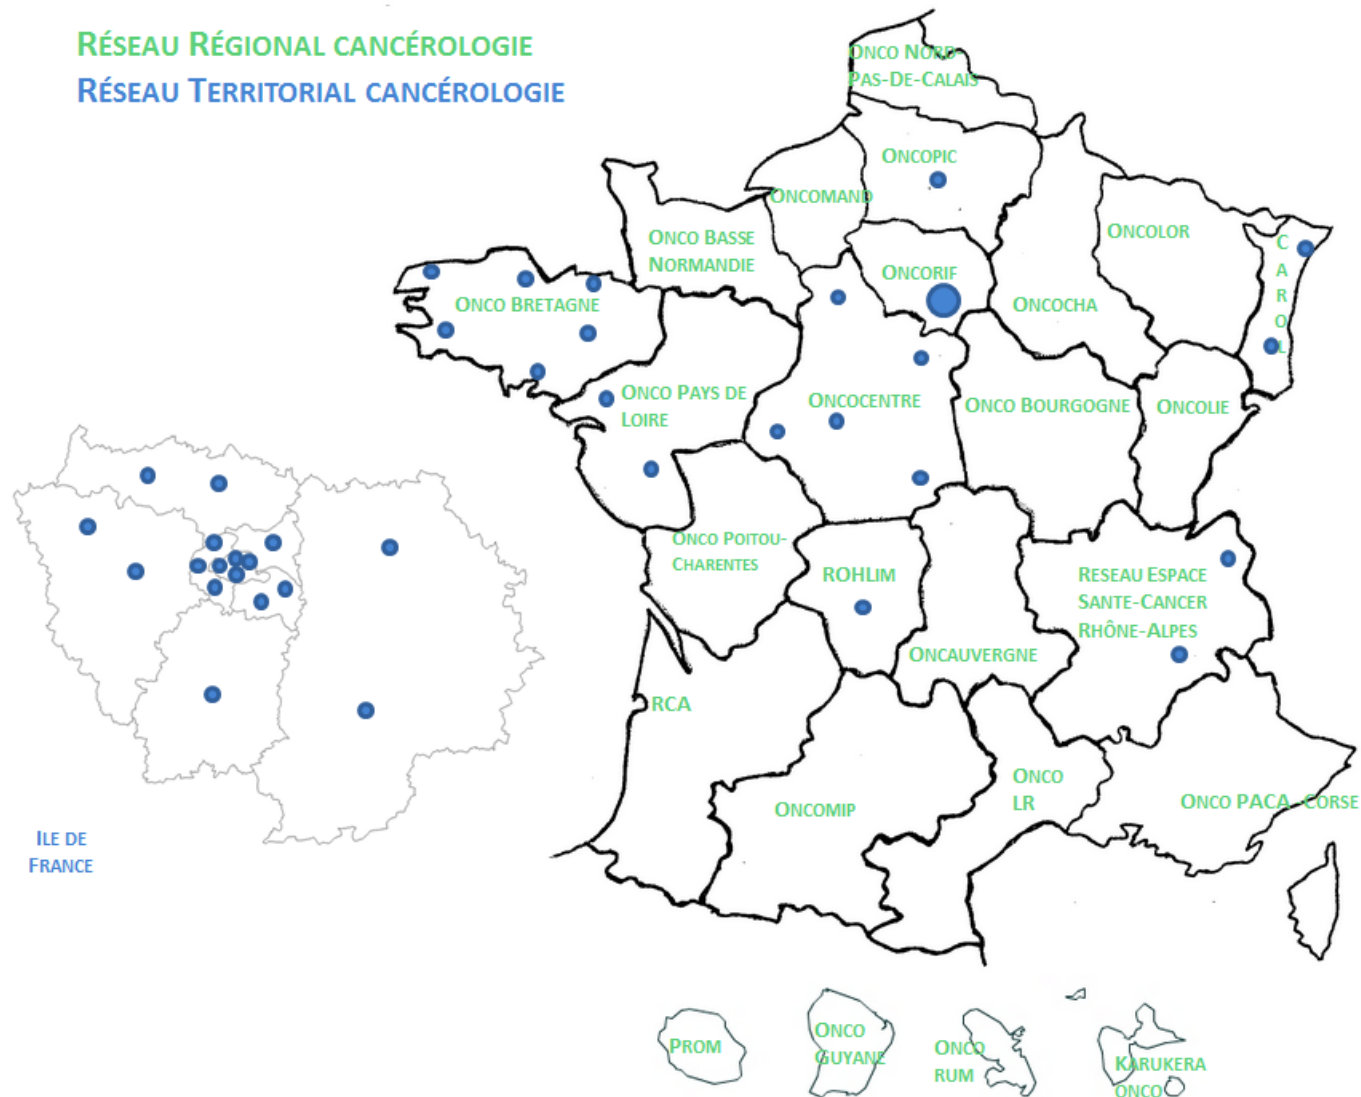 RÉSEAU RÉGIONAL CANCÉROLOGIE
RÉSEAU TERRITORIAL CANCÉROLOGIE
ONCO NORD
PAS-DE-CALAIS
ONCOPIC
ONCOMAND
ONCO BASSE
NORMANDIE
ONCORIF
ONCOLOR
C
A
R
O
L
ONCO BRETAGNE
ONCOCHA
ONCO PAYS DE
LOIRE
ONCOCENTRE
ONCO BOURGOGNE
ONCOLIE
ONCO POITOU-
CHARENTES
ROHLIM
RESEAU ESPACE
SANTE-CANCER
RHÔNE-ALPES
ONCAUVERGNE
RCA
ONCOMIP
ONCO
LR
ONCO PACA -CORSE
ILE DE
FRANCE
PROM
ONCO
GUYANE
ONCO
RUM
KARUKERA
ONCO